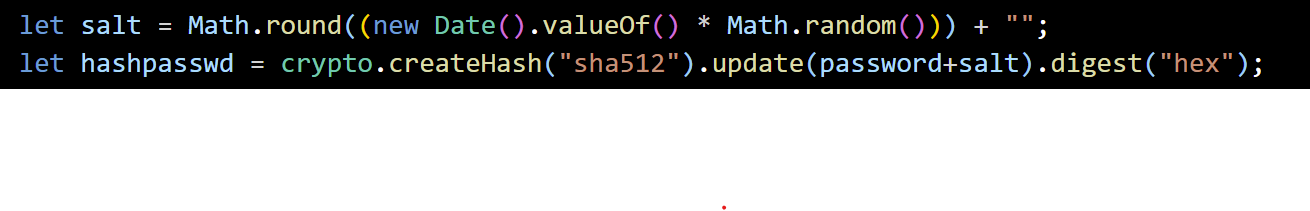 let salt = Math.round((new Date().valueOf() * Math.random())) + "";
let hashpasswd = crypto.createHash("sha512").update(password+salt).digest("hex");